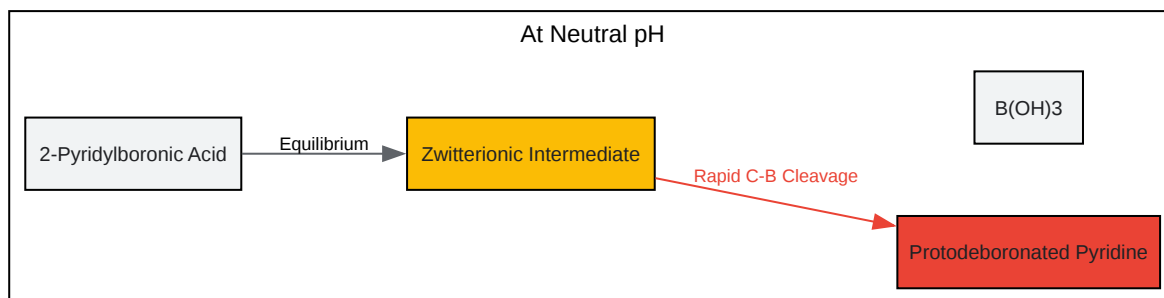 At Neutral pH
B(OH)3
2-Pyridylboronic Acid
Equilibrium
Zwitterionic Intermediate
Rapid C-B Cleavage
Protodeboronated Pyridine